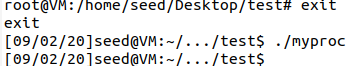 root@VM:/home/seed/Desktop/test# exit
exit
[09/02/20]seed@VM:~/.../test$ ./myproc
[09/02/20]seed@VM:~/.../test$